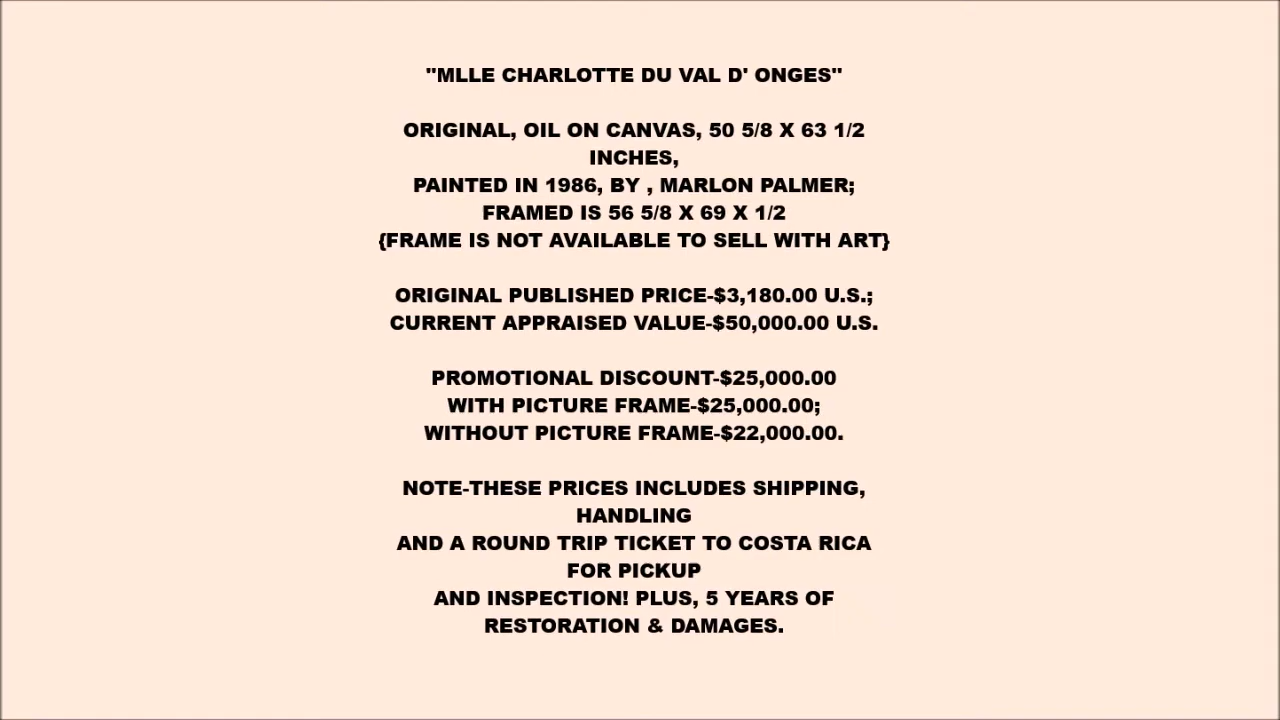 "MLLE CHARLOTTE DU VAL D' ONGES"
ORIGINAL, OIL ON CANVAS, 50 5/8 X 63 1/2
INCHES,
PAINTED IN 1986, BY , MARLON PALMER;
FRAMED IS 56 5/8 X 69 X 1/2
{FRAME IS NOT AVAILABLE TO SELL WITH ART}
ORIGINAL PUBLISHED PRICE-$3,180.00 U.S.;
CURRENT APPRAISED VALUE-$50,000.00 U.S.
PROMOTIONAL DISCOUNT-$25,000.00
WITH PICTURE FRAME-$25,000.00;
WITHOUT PICTURE FRAME-$22,000.00.
NOTE-THESE PRICES INCLUDES SHIPPING,
HANDLING
AND A ROUND TRIP TICKET TO COSTA RICA
FOR PICKUP
AND INSPECTION! PLUS, 5 YEARS OF
RESTORATION & DAMAGES.